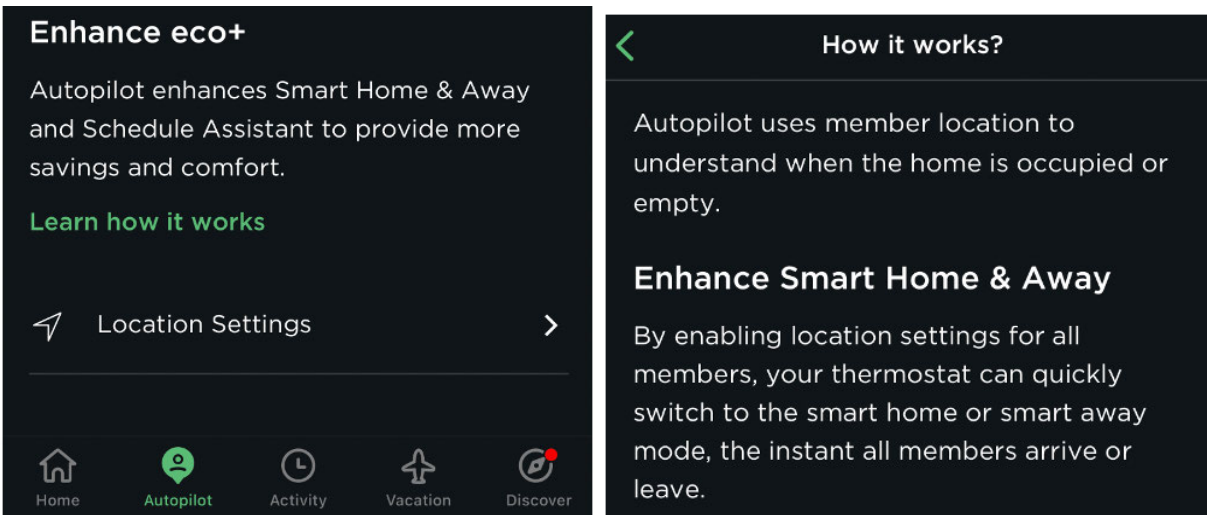 Enhance eco+
Autopilot enhances Smart Home & Away
and Schedule Assistant to provide more
savings and comfort.
Learn how it works
Location Settings
Home
Autopilot
Activity
Vacation
Discover
How it works?
Autopilot uses member location to
understand when the home is occupied or
empty.
Enhance Smart Home & Away
By enabling location settings for all
members, your thermostat can quickly
switch to the smart home or smart away
mode, the instant all members arrive or
leave.